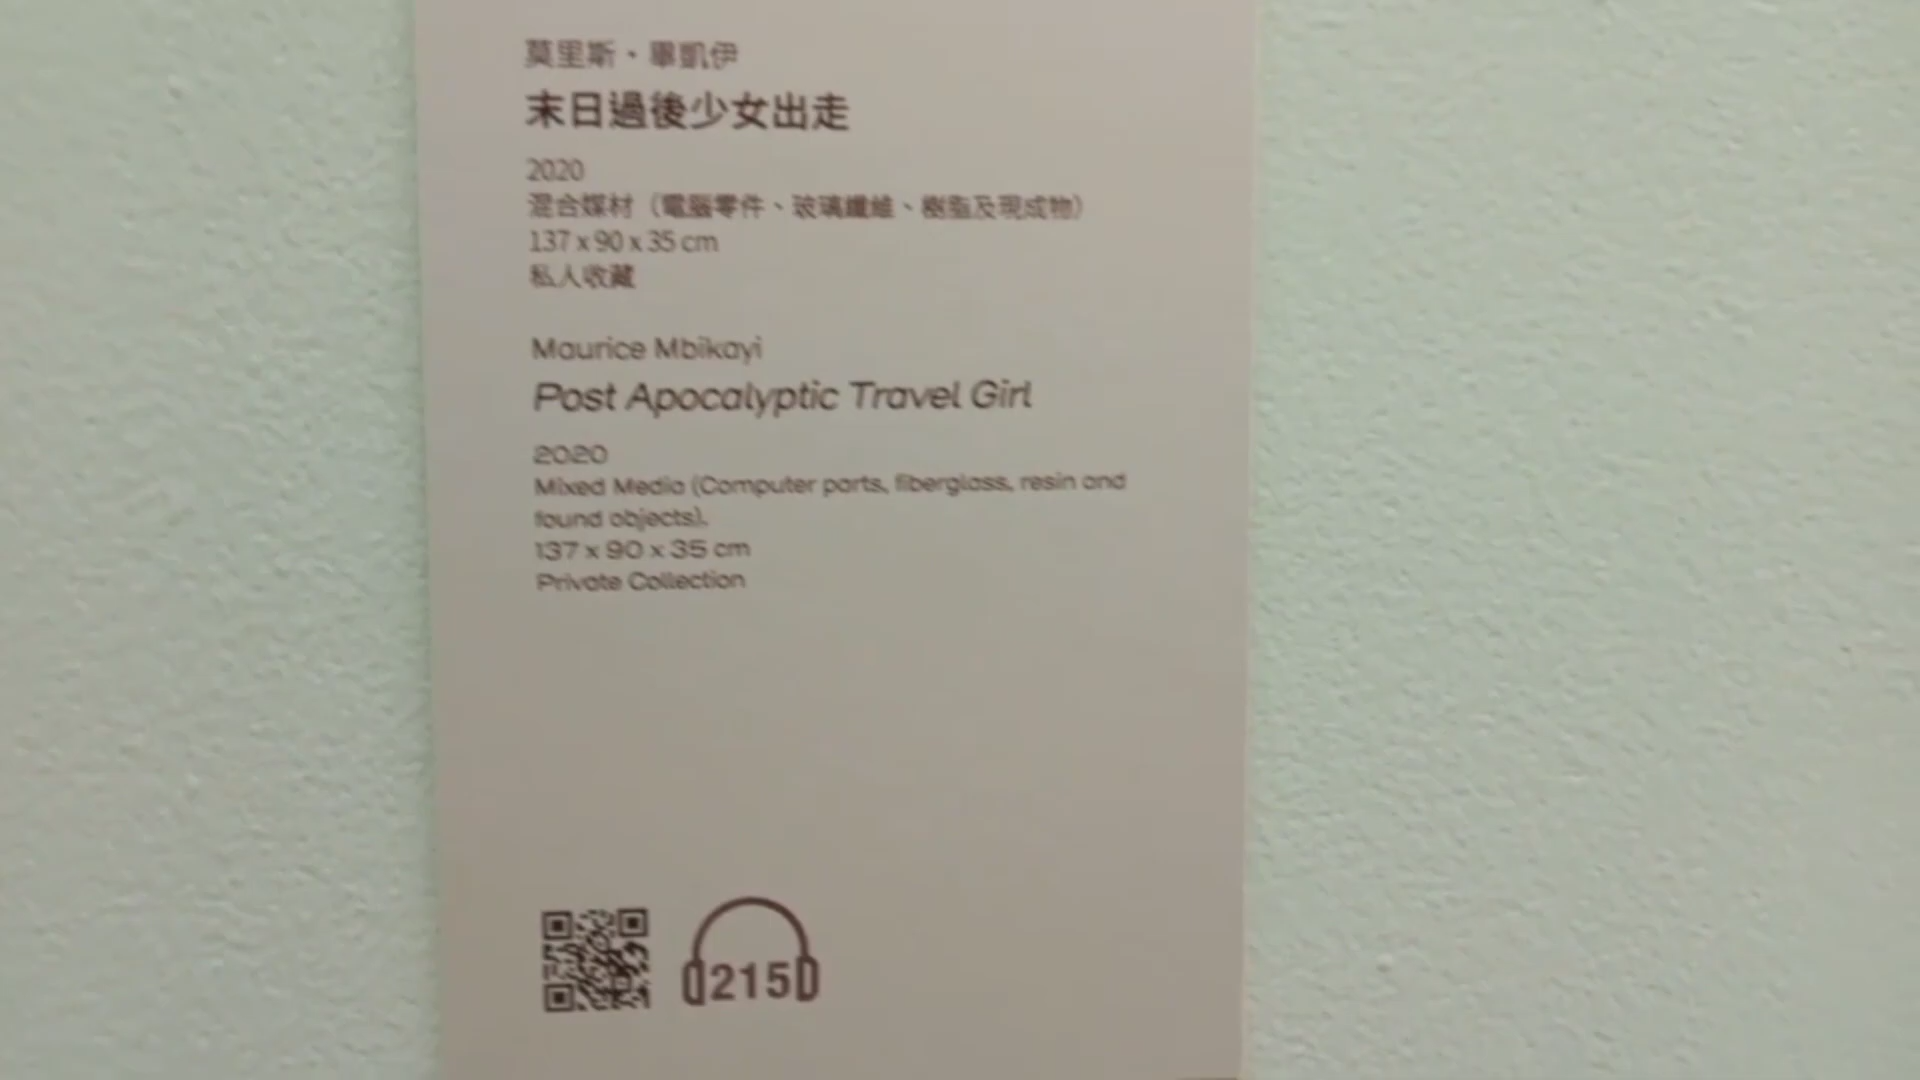 莫里斯・畢凱伊
末日過後少女出走
2020
混合媒材（電腦零件、玻璃纖維、樹脂及現成物）
137 x 90 x 35 cm
私人收藏
Maurice Mbikayi
Post Apocalyptic Travel Girl
2020
Mixed Media (Computer parts, fiberglass, resin and
found objects).
137 x 90 x 35 cm
Private Collection
215